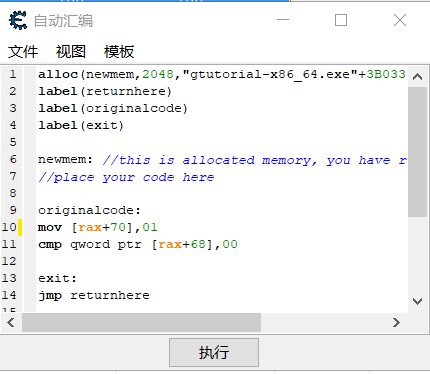 自动汇编
文件 视图 模板
1 alloc(newmem,2048,"gtutorial-x86_64.exe"+3B033
2 label(returnhere)
3 label(originalcode)
4 label(exit)
5
6 newmem: //this is allocated memory, you have r
7 //place your code here
8
9 originalcode:
10 mov [rax+70],01
11 cmp qword ptr [rax+68],00
12
13 exit:
14 jmp returnhere
执行